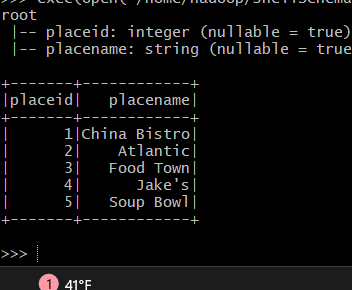 >>> exec(open("/home/hadoop/shellschema
root
 |-- placeid: integer (nullable = true)
 |-- placename: string (nullable = true

+-------+------------+
|placeid|   placename|
+-------+------------+
|      1|China Bistro|
|      2|    Atlantic|
|      3|   Food Town|
|      4|      Jake's|
|      5|   Soup Bowl|
+-------+------------+

>>>
1 41°F